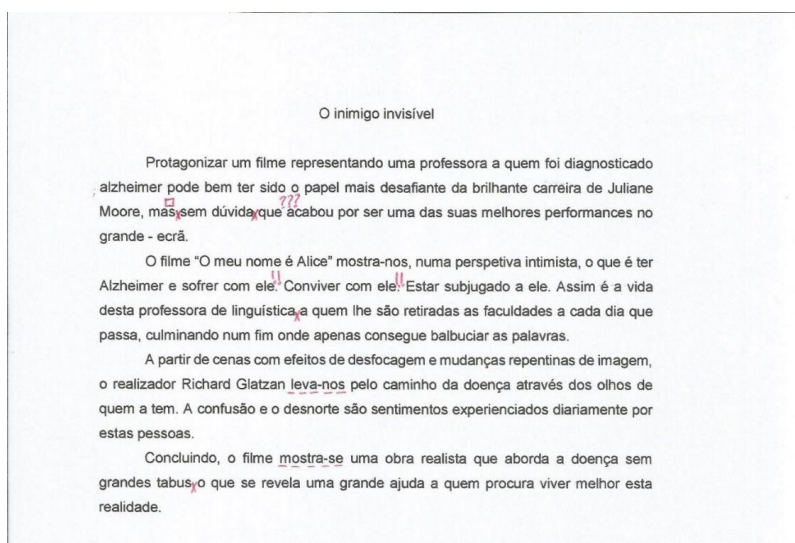 O inimigo invisível
Protagonizar um filme representando uma professora a quem foi diagnosticado
alzheimer pode bem ter sido o papel mais desafiante da brilhante carreira de Juliane
???
Moore, mas sem dúvida que acabou por ser uma das suas melhores performances no
grande - ecrã.
O filme “O meu nome é Alice” mostra-nos, numa perspetiva intimista, o que é ter
Alzheimer e sofrer com ele. Conviver com ele. Estar subjugado a ele. Assim é a vida
desta professora de linguística a quem lhe são retiradas as faculdades a cada dia que
passa, culminando num fim onde apenas consegue balbuciar as palavras.
A partir de cenas com efeitos de desfocagem e mudanças repentinas de imagem,
o realizador Richard Glatzan leva-nos pelo caminho da doença através dos olhos de
quem a tem. A confusão e o desnorte são sentimentos experienciados diariamente por
estas pessoas.
Concluindo, o filme mostra-se uma obra realista que aborda a doença sem
grandes tabus o que se revela uma grande ajuda a quem procura viver melhor esta
realidade.